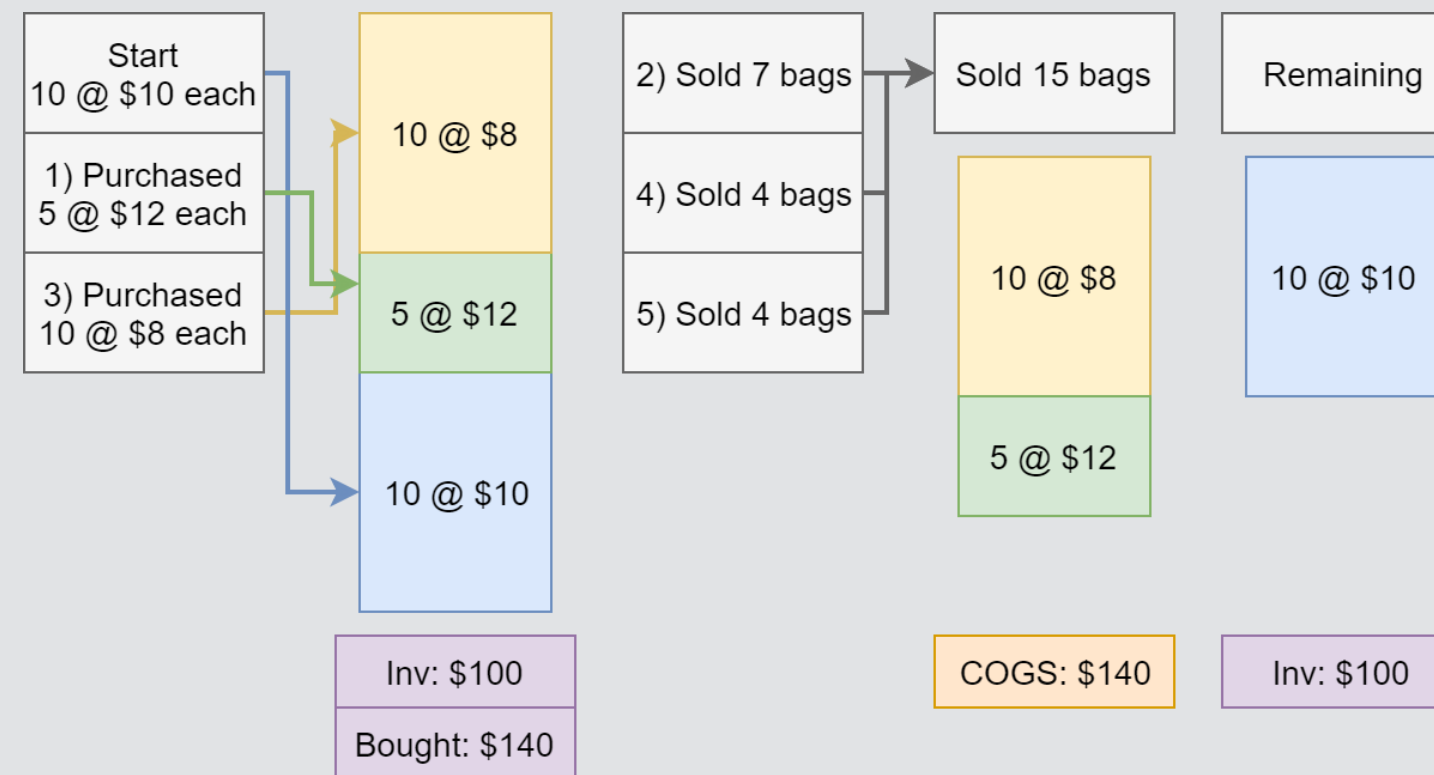 Start
10 @ $10 each
1) Purchased
5 @ $12 each
3) Purchased
10 @ $8 each
10 @ $8
5 @ $12
10 @ $10
Inv: $100
Bought: $140
2) Sold 7 bags
4) Sold 4 bags
5) Sold 4 bags
Sold 15 bags
10 @ $8
5 @ $12
COGS: $140
Remaining
10 @ $10
Inv: $100